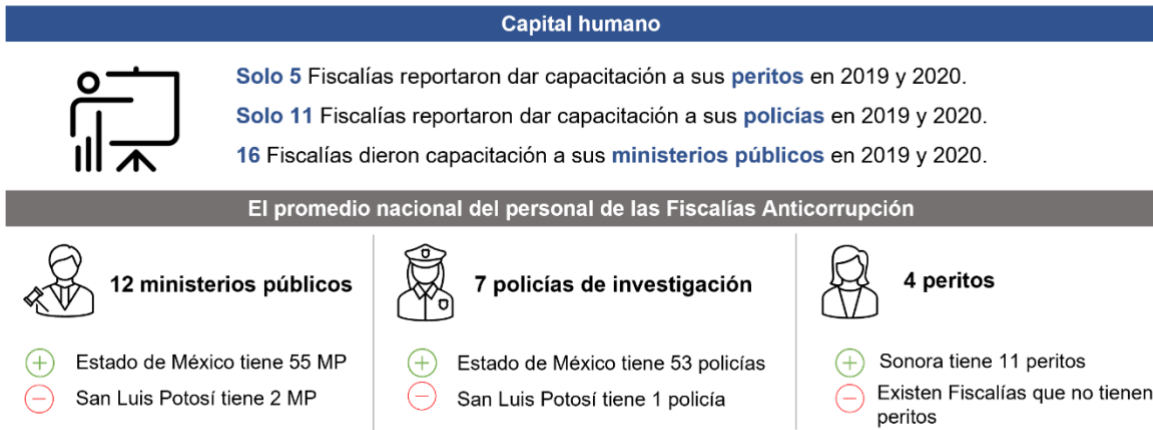 Capital humano
Solo 5 Fiscalías reportaron dar capacitación a sus peritos en 2019 y 2020.
Solo 11 Fiscalías reportaron dar capacitación a sus policías en 2019 y 2020.
16 Fiscalías dieron capacitación a sus ministerios públicos en 2019 y 2020.
El promedio nacional del personal de las Fiscalías Anticorrupción
12 ministerios públicos
Estado de México tiene 55 MP
San Luis Potosí tiene 2 MP
7 policías de investigación
Estado de México tiene 53 policías
San Luis Potosí tiene 1 policía
4 peritos
Sonora tiene 11 peritos
Existen Fiscalías que no tienen
peritos